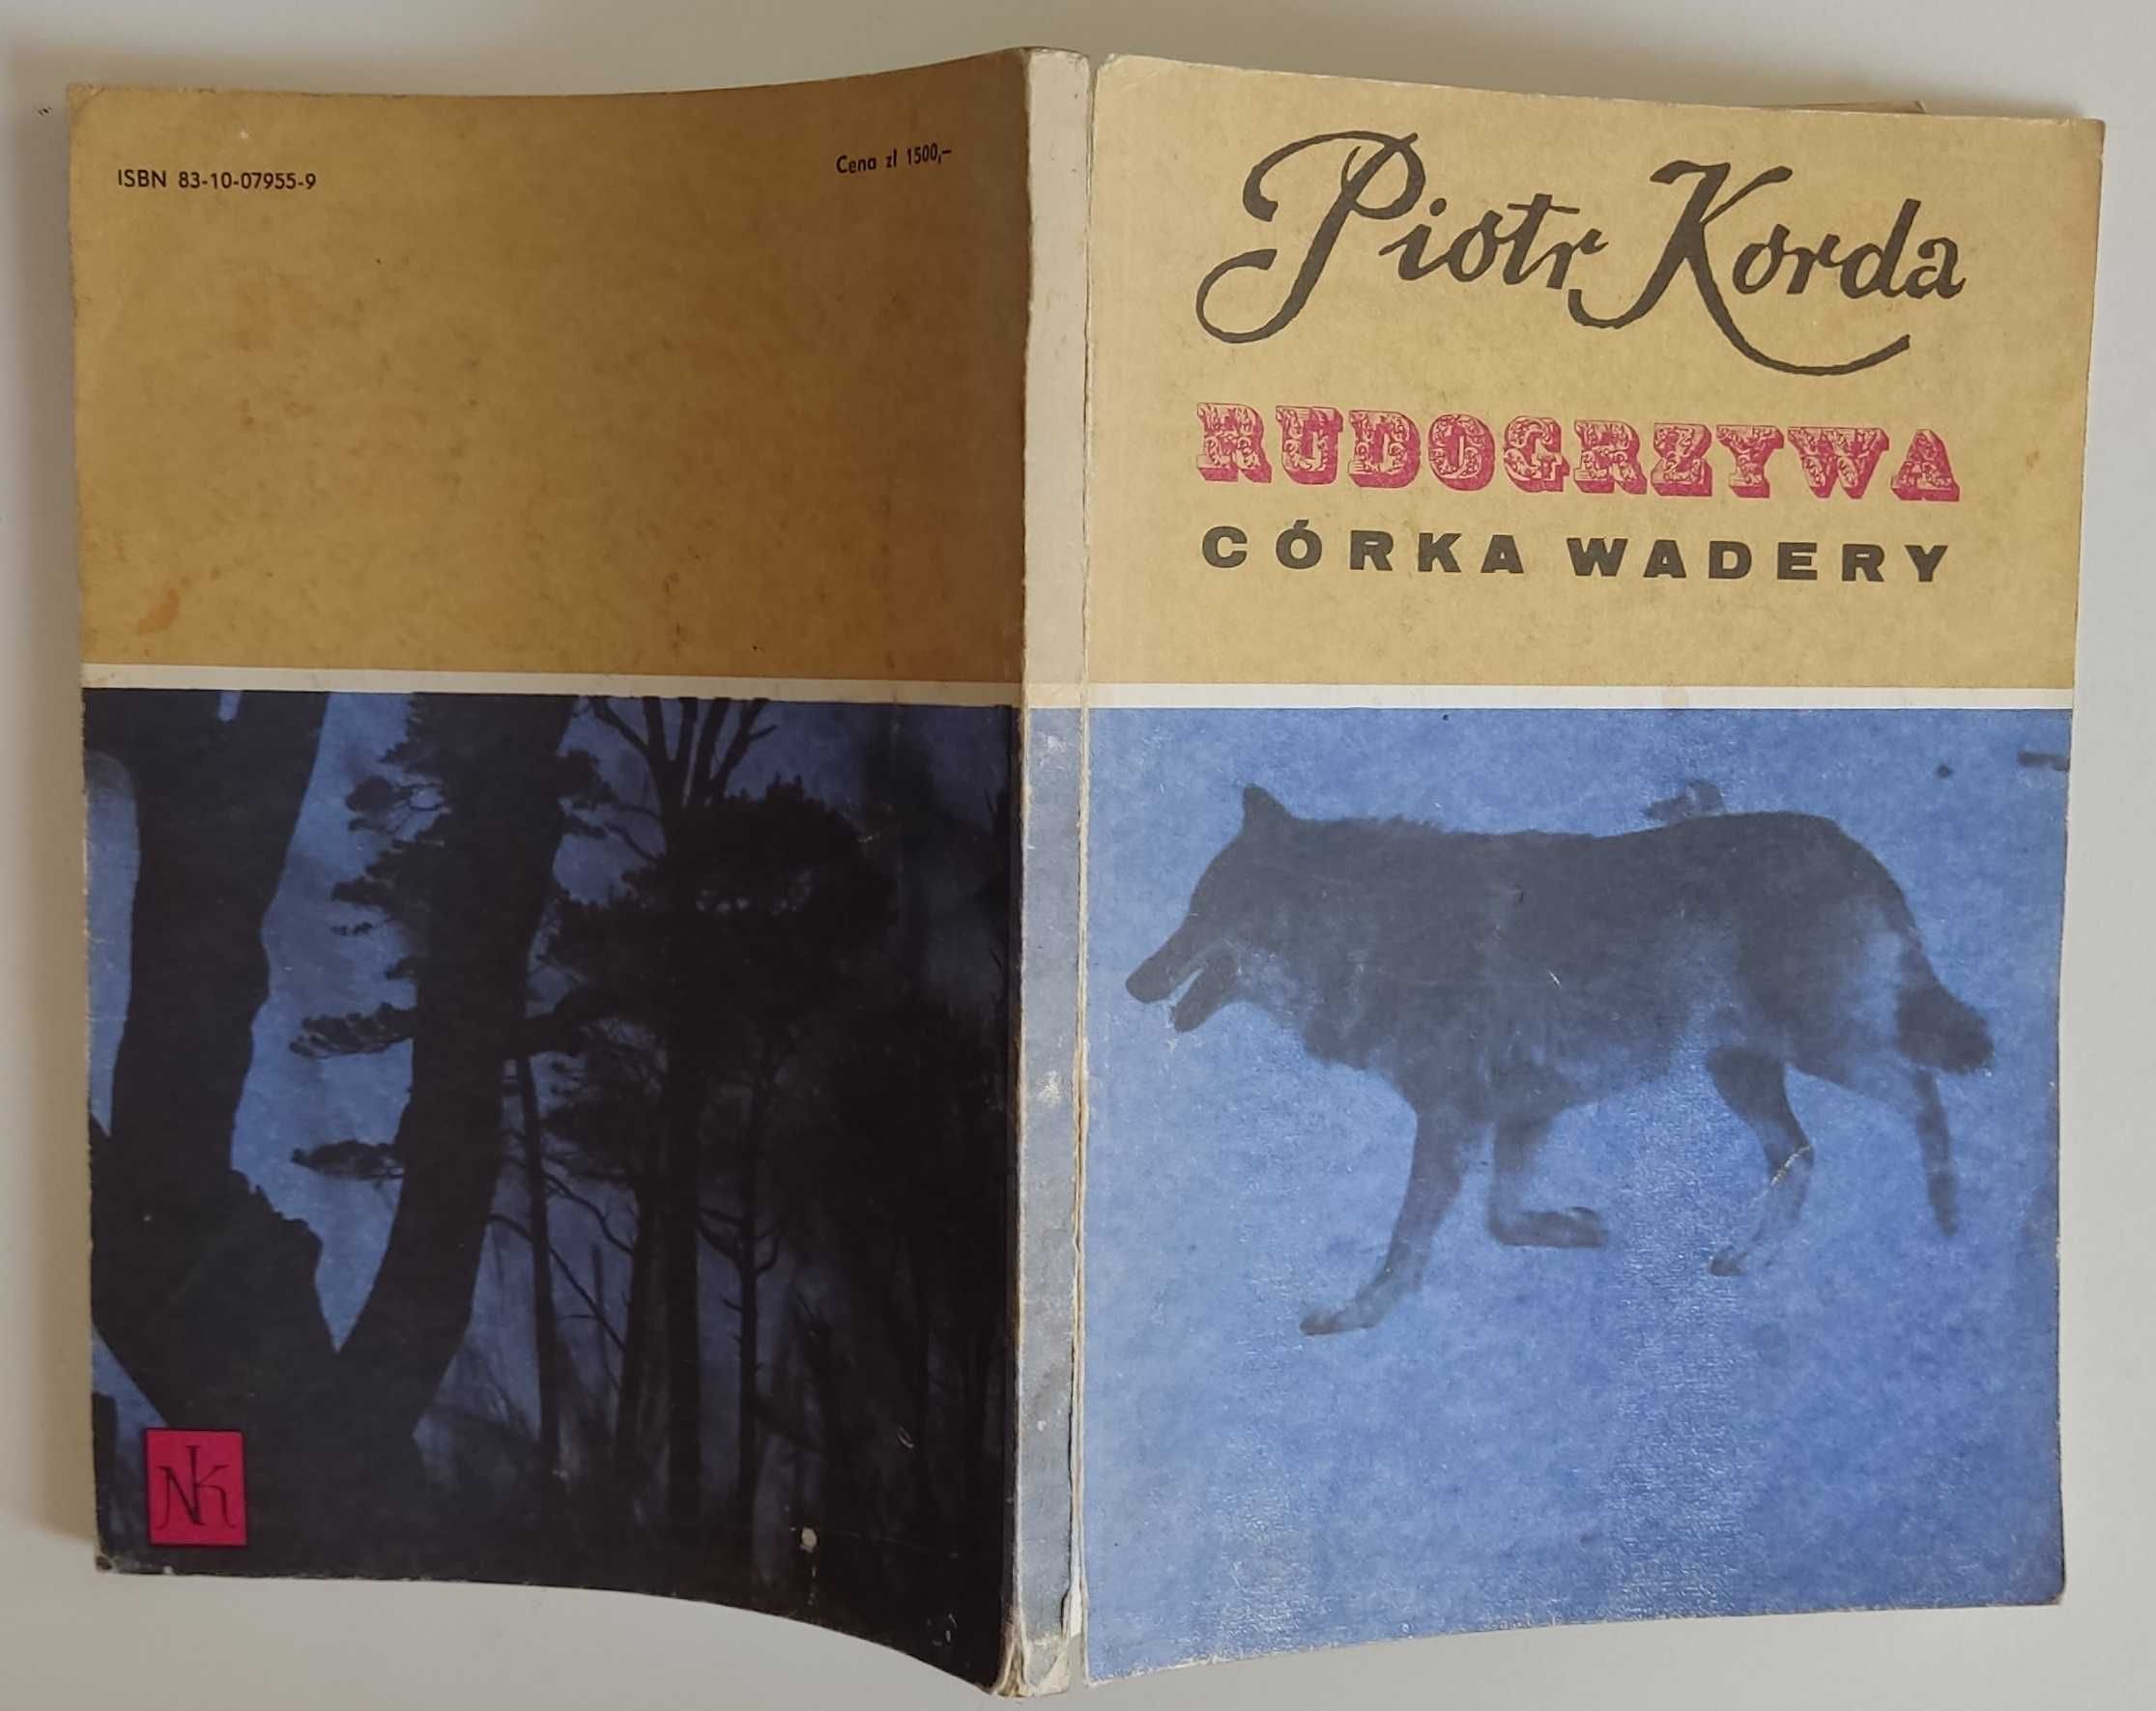 ISBN 83-10-07955-9
Cena zł 1500,–
NK
Piotr Korda
RUDOGRZYWA
CÓRKA WADERY